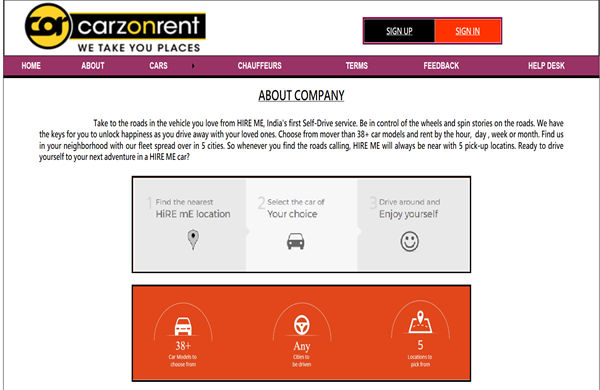 cor carzonrent
WE TAKE YOU PLACES
SIGN UP SIGN IN
HOME ABOUT CARS CHAUFFEURS TERMS FEEDBACK HELP DESK
ABOUT COMPANY
Take to the roads in the vehicle you love from HIRE ME, India's first Self-Drive service. Be in control of the wheels and spin stories on the roads. We
have the keys for you to unlock happiness as you drive away with your loved ones. Choose from mover than 38+ car models and rent by the hour, day , week or month. Find us
in your neighborhood with our fleet spread over in 5 cities. So whenever you find the roads calling, HIRE ME will always be near with 5 pick-up locatins. Ready to drive
yourself to your next adventure in a HIRE ME car?
1 Find the nearest
HiRE mE location
2 Select the car of
Your choice
3 Drive around and
Enjoy yourself
38+
Car Models to
choose from
Any
Cities to
be driven
5
Locations to
pick from